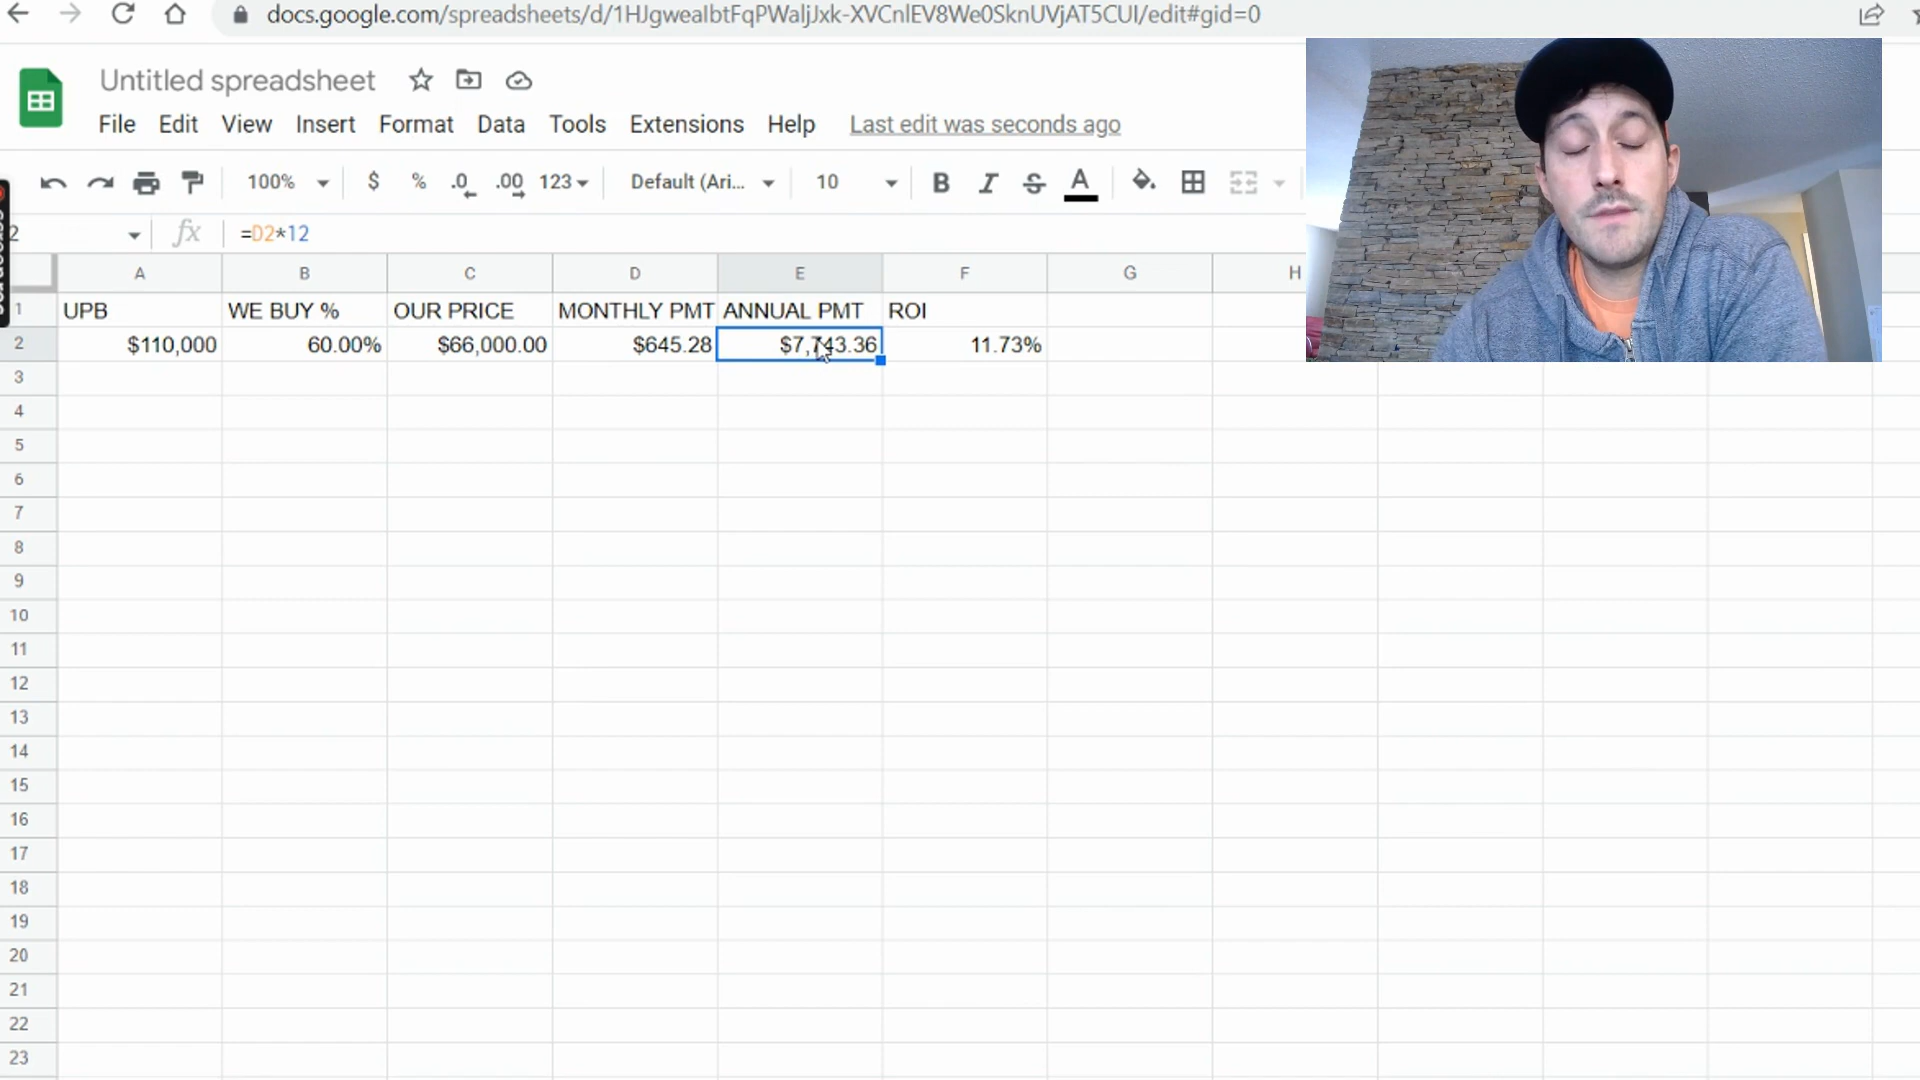 docs.google.com/spreadsheets/d/1HJgweaIbtFqPWaljJxk-XVCnlEV8We0SknUVjAT5CUI/edit#gid=0
Untitled spreadsheet
File Edit View Insert Format Data Tools Extensions Help Last edit was seconds ago
100% $ % .0 .00 123 Default (Ari... 10 B I S A
2 fx =D2*12
A B C D E F G H
1 UPB WE BUY % OUR PRICE MONTHLY PMT ANNUAL PMT ROI
2 $110,000 60.00% $66,000.00 $645.28 $7,743.36 11.73%
3
4
5
6
7
8
9
10
11
12
13
14
15
16
17
18
19
20
21
22
23